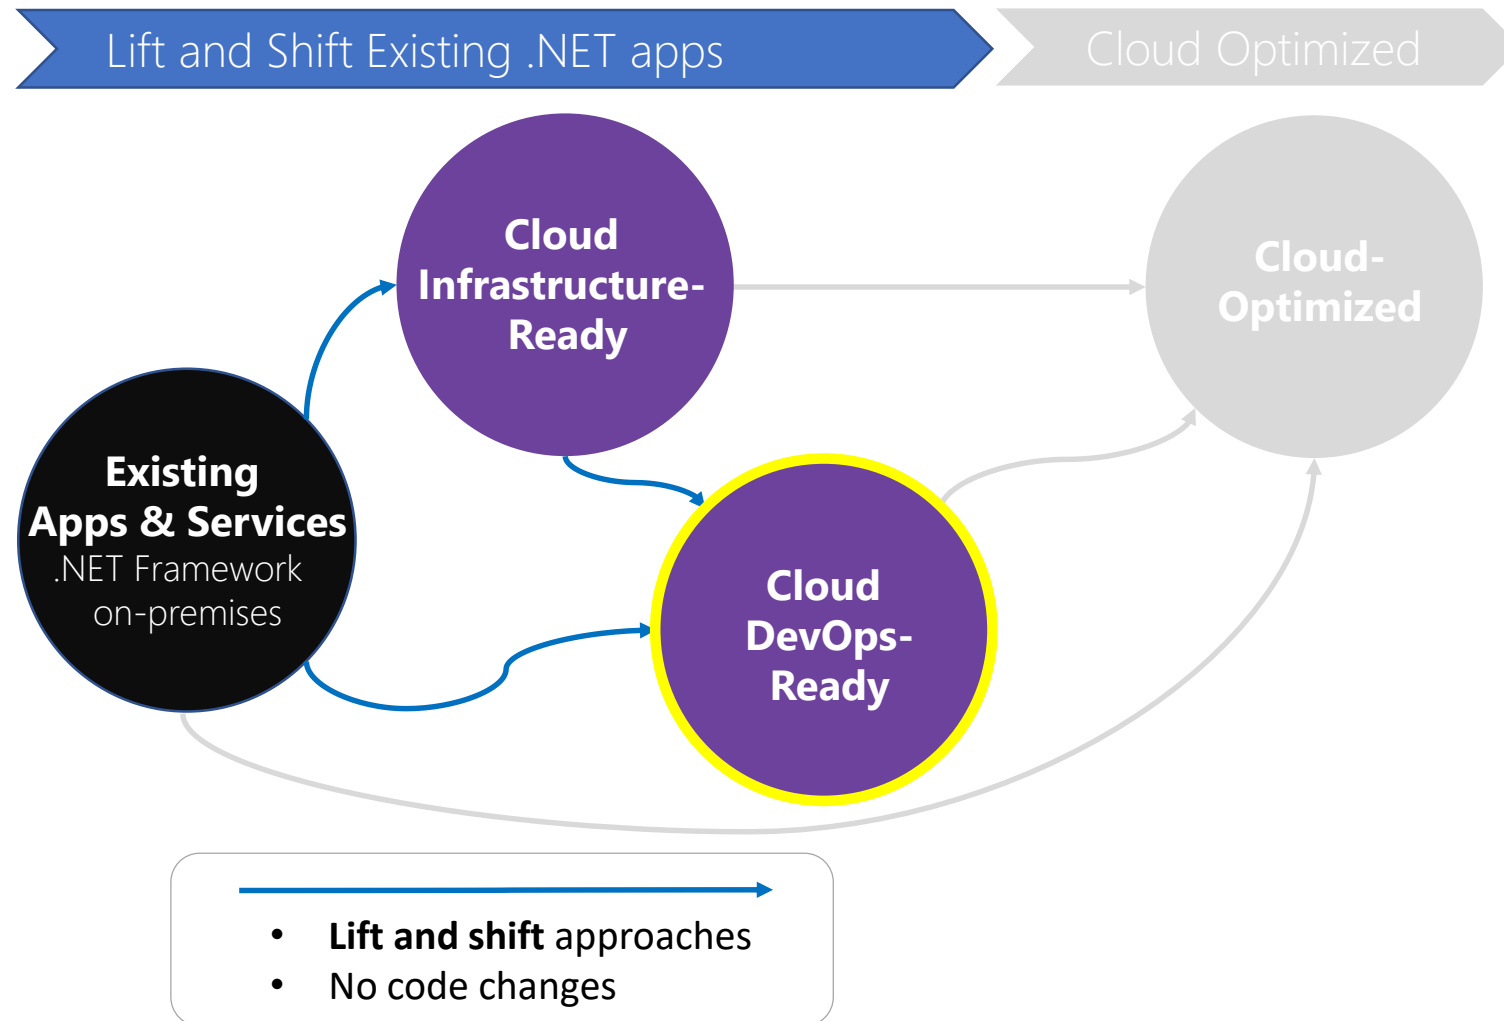 Lift and Shift Existing .NET apps
Cloud Optimized
Cloud
Infrastructure-
Ready
Cloud-
Optimized
Existing
Apps & Services
.NET Framework
on-premises
Cloud
DevOps-
Ready
• Lift and shift approaches
• No code changes